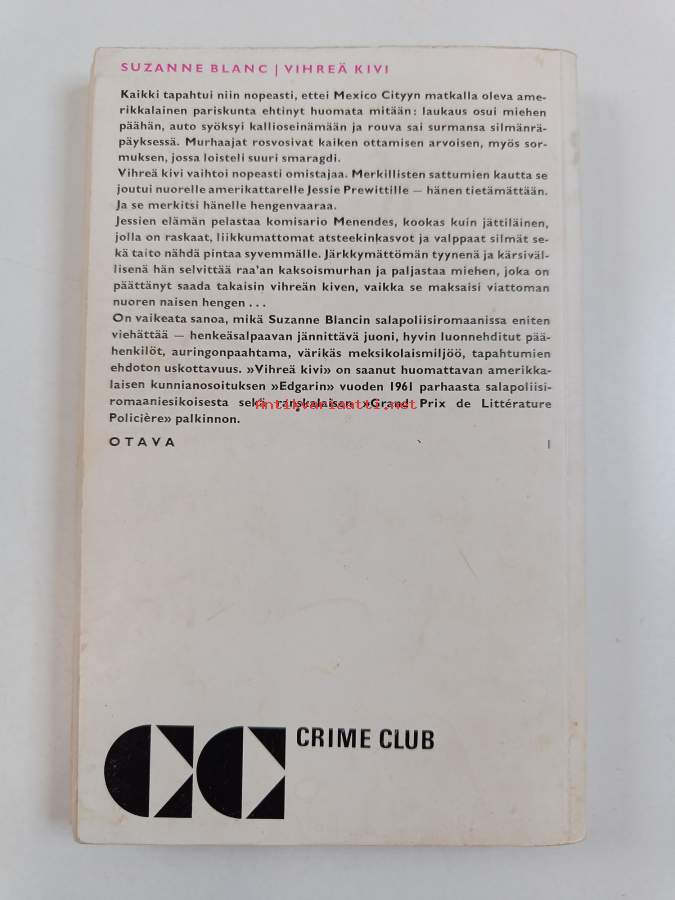 SUZANNE BLANC | VIHREÄ KIVI
Kaikki tapahtui niin nopeasti, ettei Mexico Cityyn matkalla oleva ame-
rikkalainen pariskunta ehtinyt huomata mitään: laukaus osui miehen
päähän, auto syöksyi kallioseinämään ja rouva sai surmansa silmänrä-
päyksessä. Murhaajat rosvosivat kaiken ottamisen arvoisen, myös sor-
muksen, jossa loisteli suuri smaragdi.
Vihreä kivi vaihtoi nopeasti omistajaa. Merkillisten sattumien kautta se
joutui nuorelle amerikattarelle Jessie Prewittille — hänen tietämättään.
Ja se merkitsi hänelle hengenvaaraa.
Jessien elämän pelastaa komisario Menendes, kookas kuin jättiläinen,
jolla on raskaat, liikkumattomat atsteekinkasvot ja valppaat silmät se-
kä taito nähdä pintaa syvemmälle. Järkkymättömän tyynenä ja kärsiväl-
lisenä hän selvittää raa'an kaksoismurhan ja paljastaa miehen, joka on
päättänyt saada takaisin vihreän kiven, vaikka se maksaisi viattoman
nuoren naisen hengen . . .
On vaikeata sanoa, mikä Suzanne Blancin salapoliisiromaanissa eniten
viehättää — henkeäsalpaavan jännittävä juoni, hyvin luonnehditut pää-
henkilöt, auringonpaahtama, värikäs meksikolaismiljöö, tapahtumien
ehdoton uskottavuus. »Vihreä kivi» on saanut huomattavan amerikka-
laisen kunnianosoituksen »Edgarin» vuoden 1961 parhaasta salapoliisi-
romaaniesikoisesta sekä ranskalaisen »Grand Prix de Littérature
Policière» palkinnon.
Antikvariaatti.net
OTAVA 1
CRIME CLUB